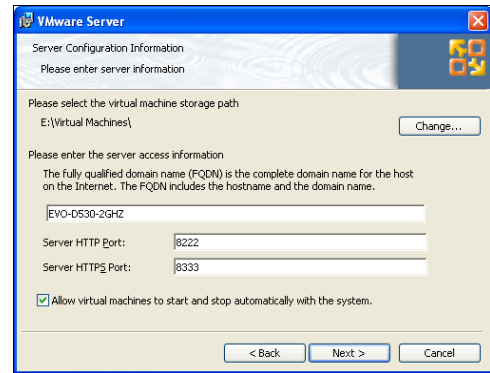 VMware Server
Server Configuration Information
Please enter server information
Please select the virtual machine storage path
E:\Virtual Machines\
Change...
Please enter the server access information
The fully qualified domain name (FQDN) is the complete domain name for the host
on the Internet. The FQDN includes the hostname and the domain name.
EVO-D530-2GHZ
Server HTTP Port: 8222
Server HTTPS Port: 8333
Allow virtual machines to start and stop automatically with the system.
< Back Next > Cancel